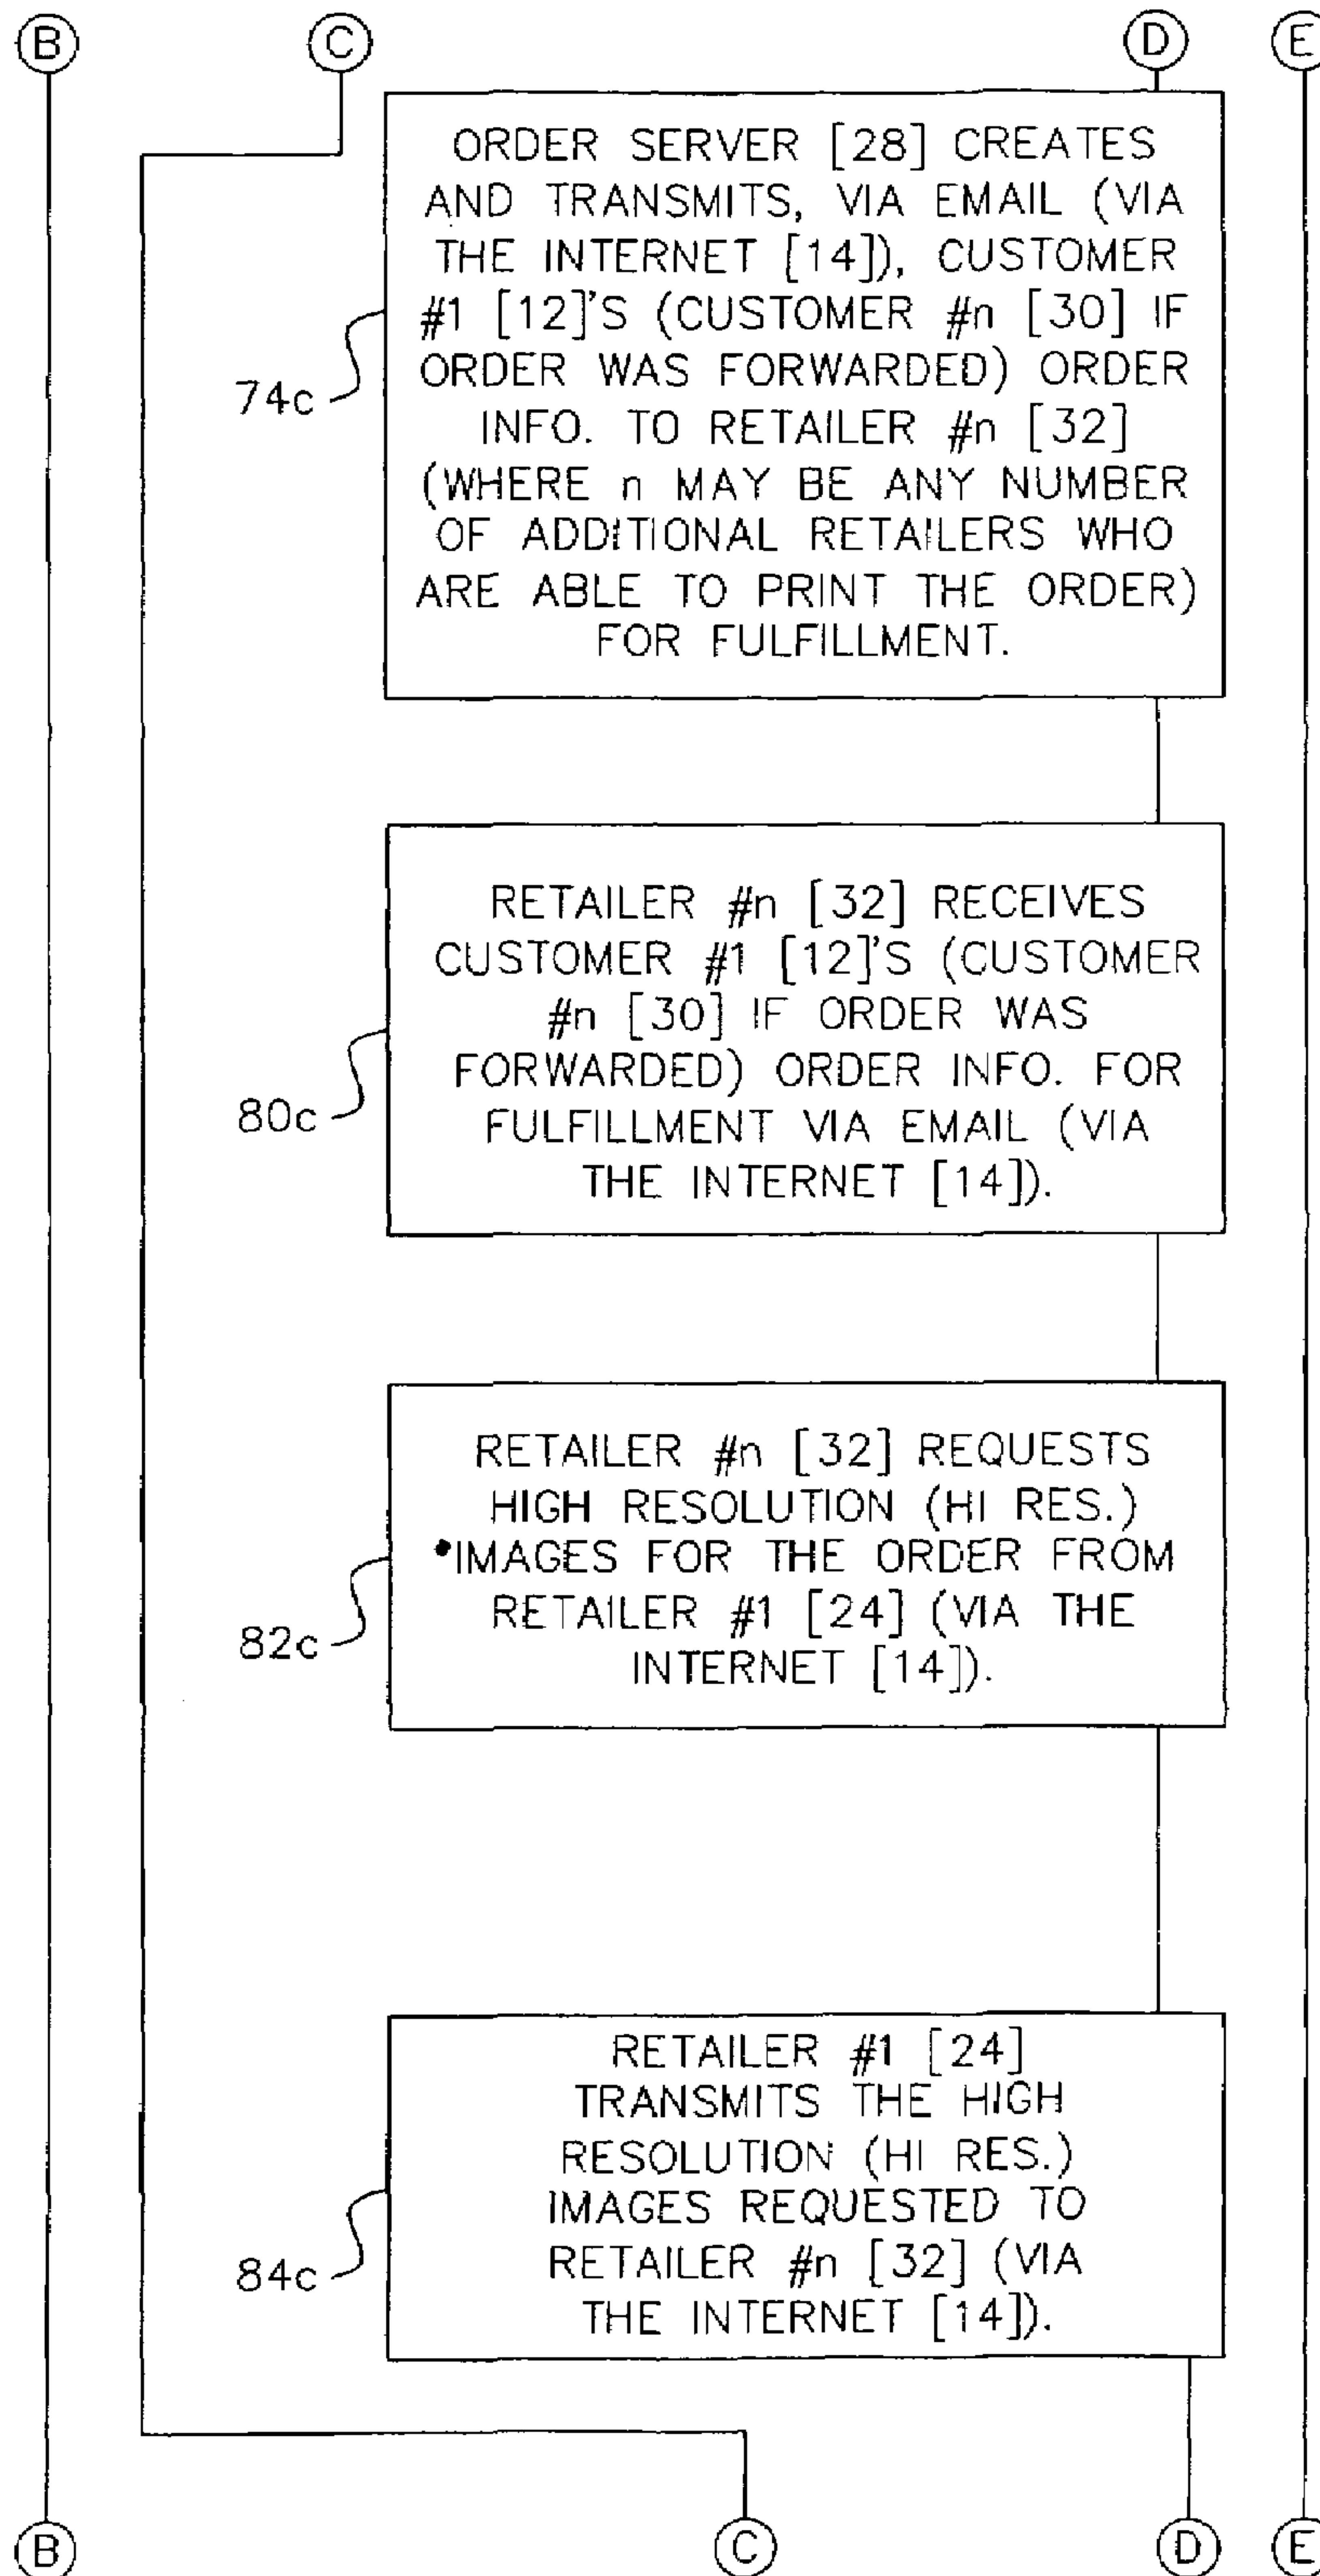 B C D E
ORDER SERVER [28] CREATES
AND TRANSMITS, VIA EMAIL (VIA
THE INTERNET [14]), CUSTOMER
#1 [12]'S (CUSTOMER #n [30] IF
ORDER WAS FORWARDED) ORDER
INFO. TO RETAILER #n [32]
(WHERE n MAY BE ANY NUMBER
OF ADDITIONAL RETAILERS WHO
ARE ABLE TO PRINT THE ORDER)
FOR FULFILLMENT.
74c
RETAILER #n [32] RECEIVES
CUSTOMER #1 [12]'S (CUSTOMER
#n [30] IF ORDER WAS
FORWARDED) ORDER INFO. FOR
FULFILLMENT VIA EMAIL (VIA
THE INTERNET [14]).
80c
RETAILER #n [32] REQUESTS
HIGH RESOLUTION (HI RES.)
IMAGES FOR THE ORDER FROM
RETAILER #1 [24] (VIA THE
INTERNET [14]).
82c
RETAILER #1 [24]
TRANSMITS THE HIGH
RESOLUTION (HI RES.)
IMAGES REQUESTED TO
RETAILER #n [32] (VIA
THE INTERNET [14]).
84c
B C D E